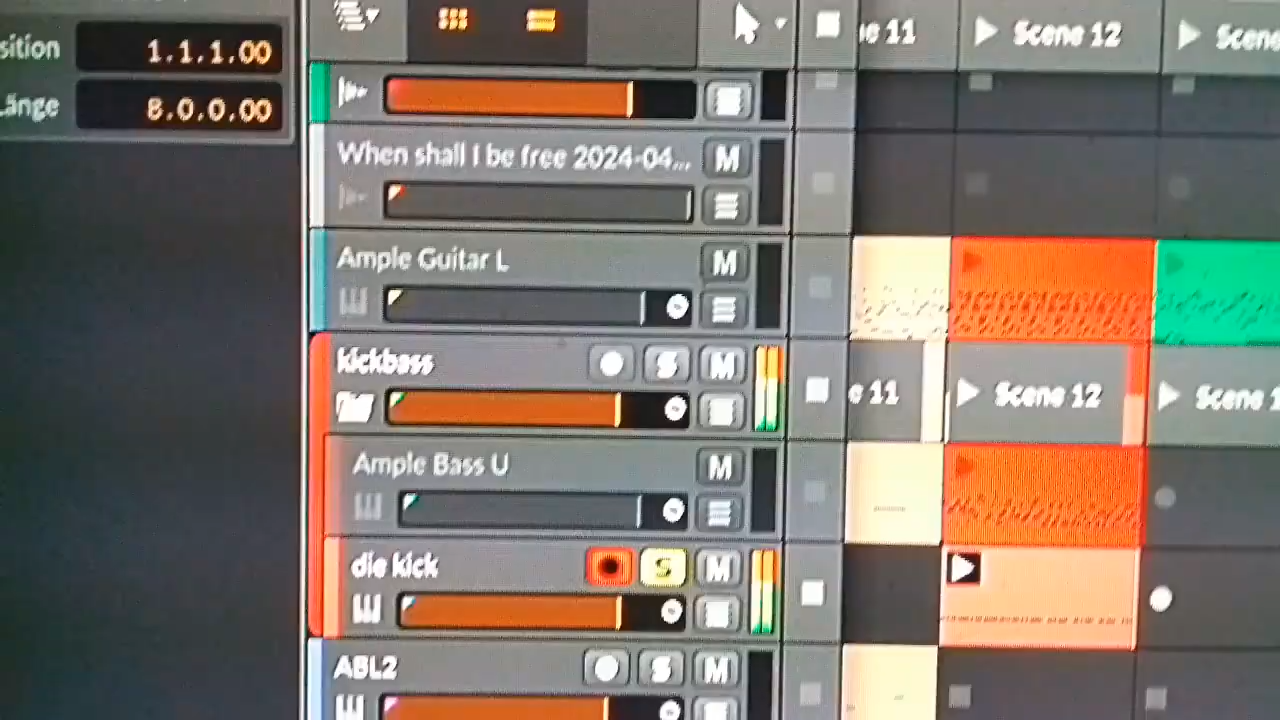 sition 1.1.1.00
Länge 8.0.0.00
e 11 Scene 12 Scene
When shall I be free 2024-04... M
Ample Guitar L M
kickbass S M
e 11 Scene 12 Scene 1
Ample Bass U M
die kick S M
ABL2 S M